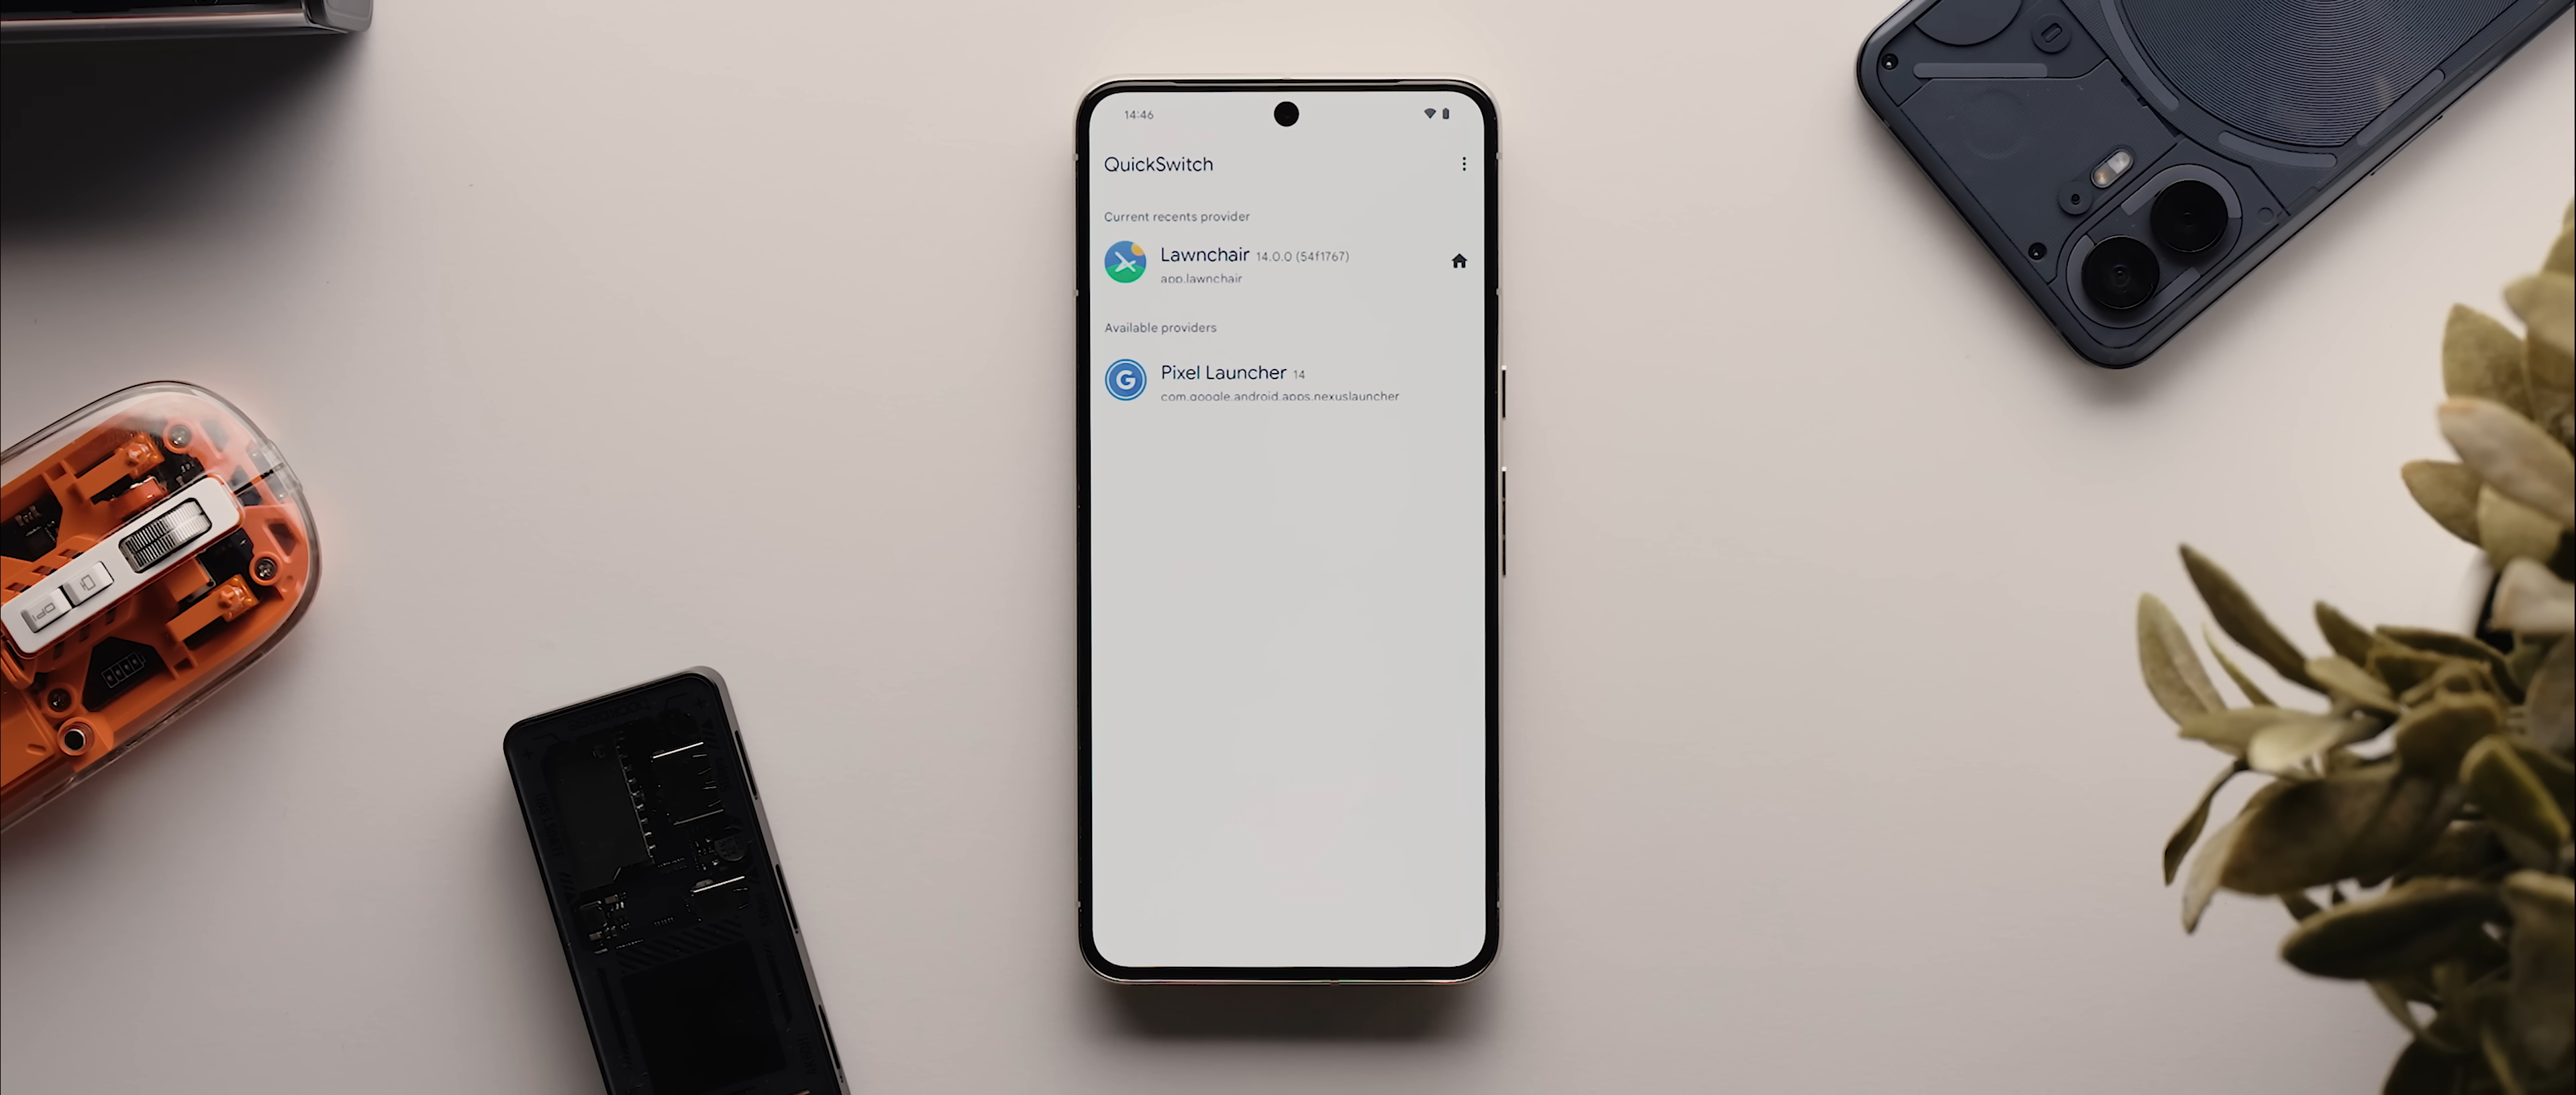 14:46
QuickSwitch
Current recents provider
Lawnchair 14.0.0 (54f1767)
app.lawnchair
Available providers
Pixel Launcher 14
com.google.android.apps.nexuslauncher
DPI